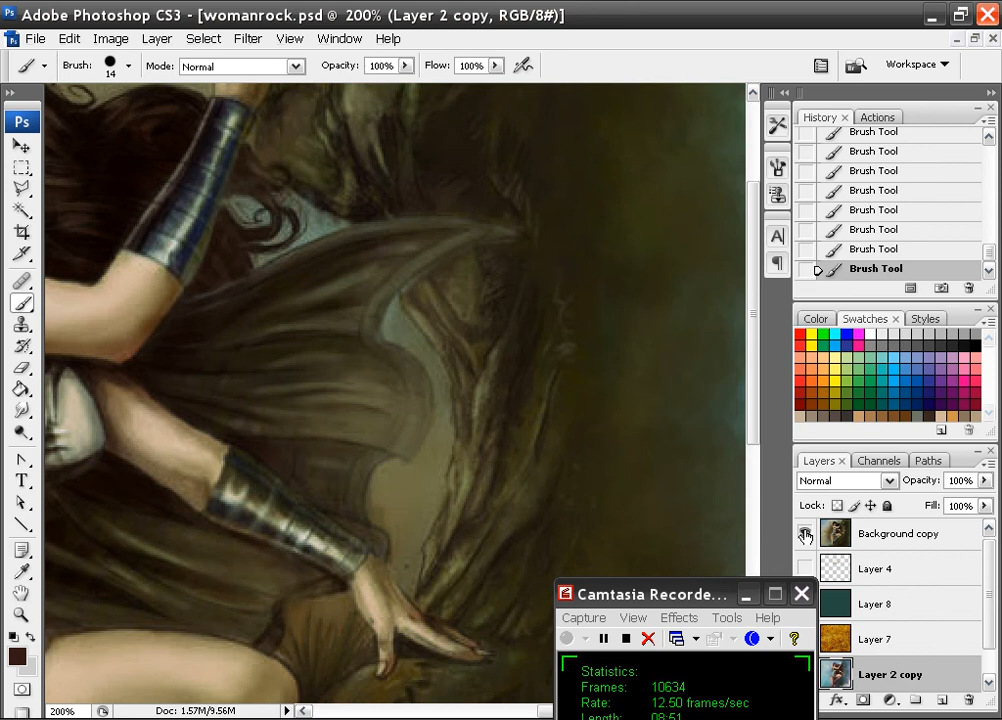 Adobe Photoshop CS3 - [womanrock.psd @ 200% (Layer 2 copy, RGB/8#)]
File Edit Image Layer Select Filter View Window Help
Brush: 14 Mode: Normal Opacity: 100% Flow: 100% Workspace
Ps
History Actions
Brush Tool
Brush Tool
Brush Tool
Brush Tool
Brush Tool
Brush Tool
Brush Tool
Brush Tool
Color Swatches Styles
Layers Channels Paths
Normal Opacity: 100%
Lock: Fill: 100%
Background copy
Layer 4
Layer 8
Layer 7
Layer 2 copy
Camtasia Recorde...
Capture View Effects Tools Help
Statistics:
Frames: 10634
Rate: 12.50 frames/sec
Length: 08:51
200% Doc: 1.57M/9.56M